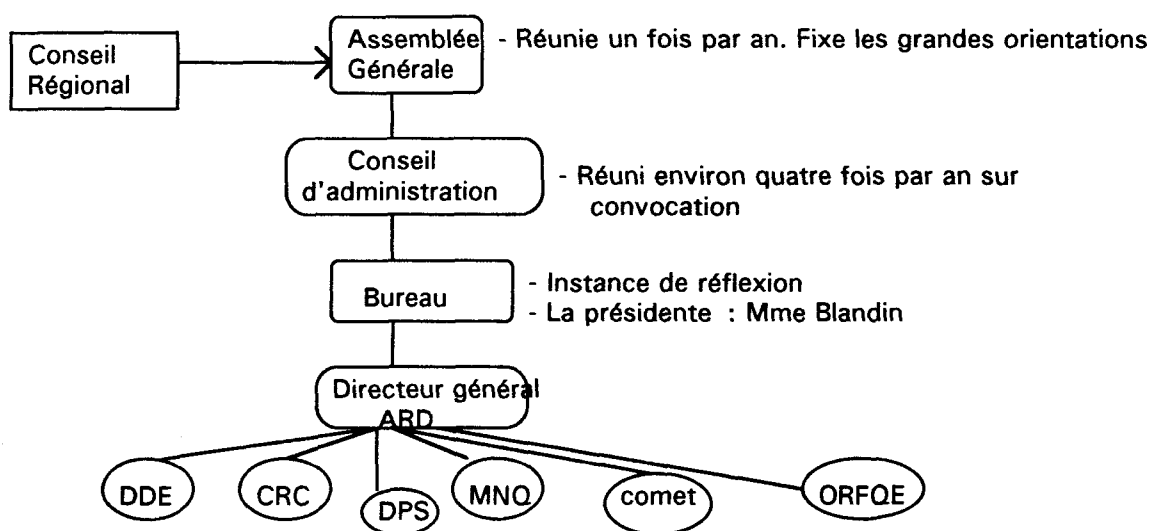 Conseil
Régional
Assemblée
Générale
- Réunie un fois par an. Fixe les grandes orientations
Conseil
d'administration
- Réuni environ quatre fois par an sur
convocation
Bureau
- Instance de réflexion
- La présidente : Mme Blandin
Directeur général
ARD
DDE
CRC
DPS
MNQ
comet
ORFQE